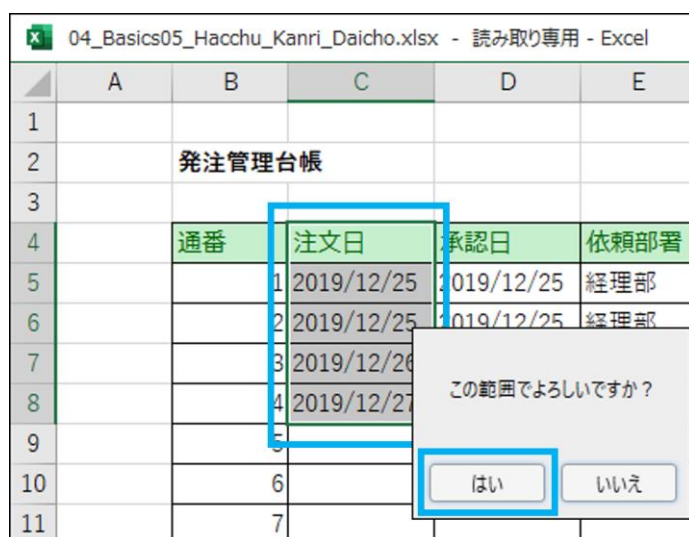 04_Basics05_Hacchu_Kanri_Daicho.xlsx - 読み取り専用 - Excel
A B C D E
1
2 発注管理台帳
3
4 通番 注文日 承認日 依頼部署
5 1 2019/12/25 2019/12/25 経理部
6 2 2019/12/25 2019/12/25 経理部
7 3 2019/12/26
8 4 2019/12/27
この範囲でよろしいですか？
9 5
10 6
はい いいえ
11 7